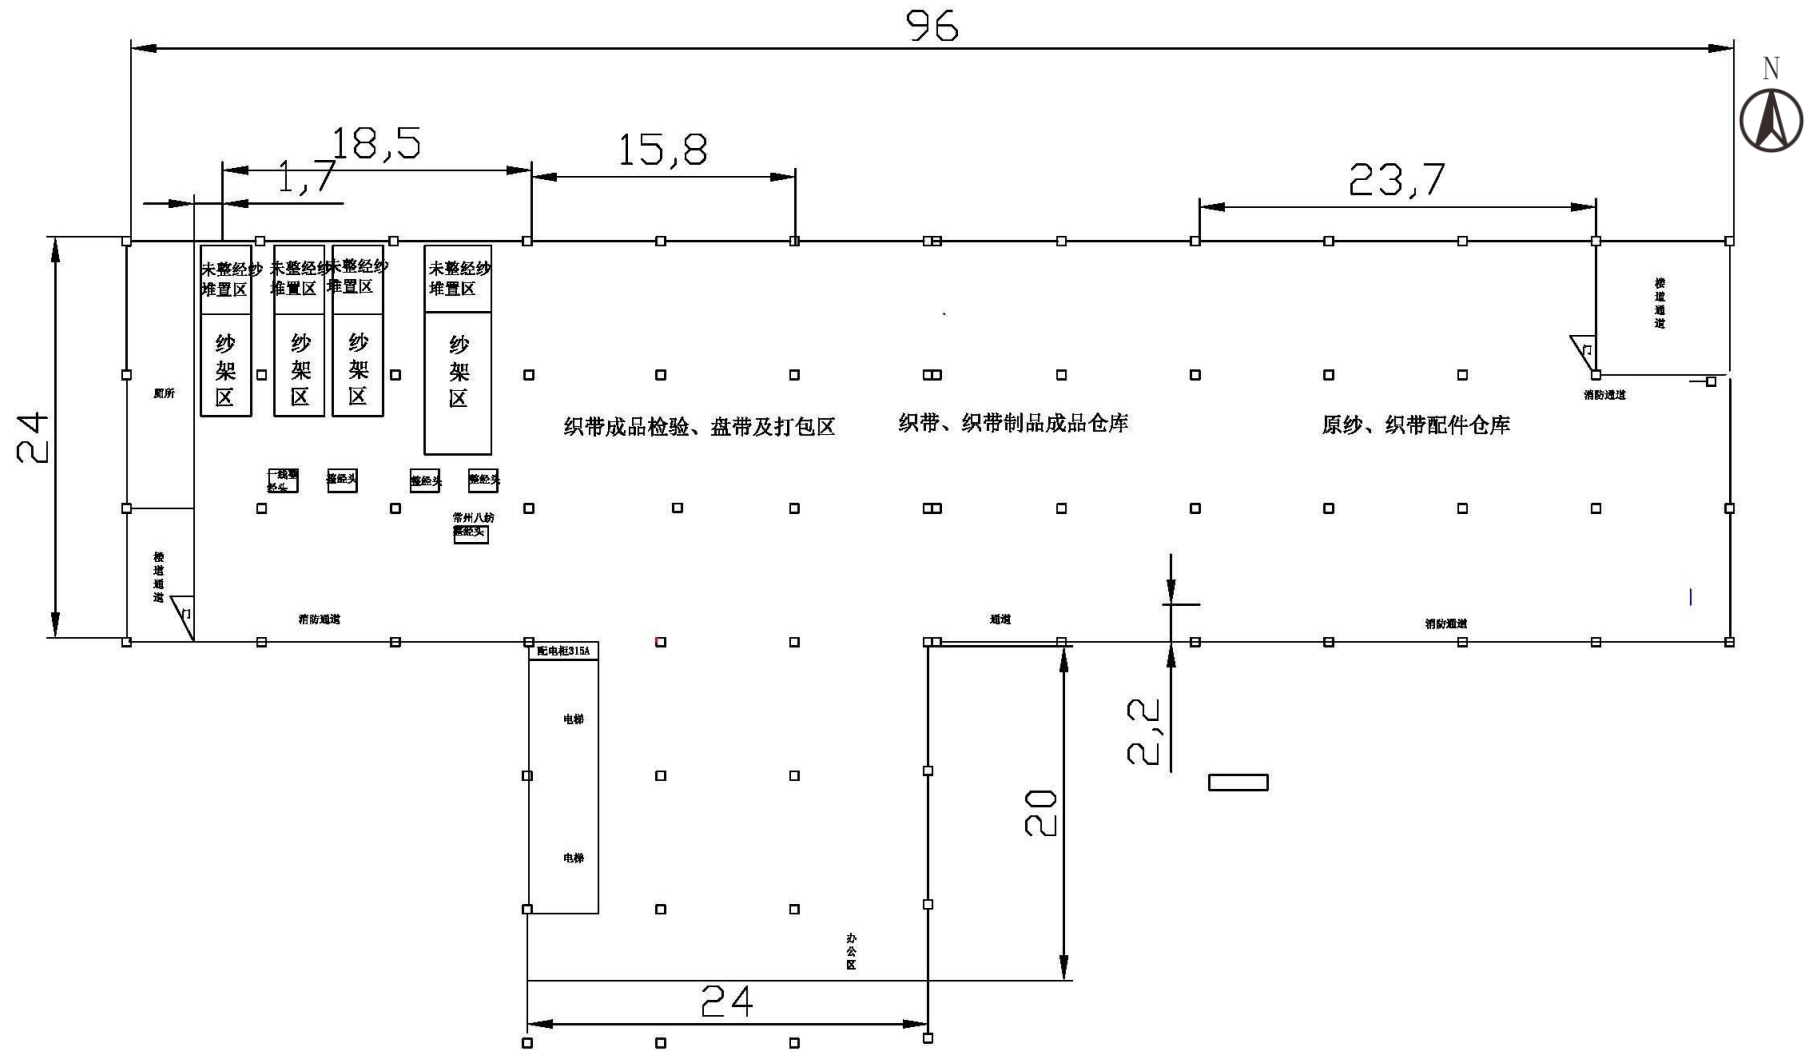 96
N
18,5
15,8
1,7
23,7
未整经纱
堆置区
未整经纱
堆置区
未整经纱
堆置区
未整经纱
堆置区
楼道通道
纱架区
纱架区
纱架区
纱架区
门
厕所
消防通道
24
织带成品检验、盘带及打包区
织带、织带制品成品仓库
原纱、织带配件仓库
一线整
经头
整经头
整经头
整经头
常州八纺
整经头
楼道通道
门
消防通道
通道
消防通道
配电柜315A
电梯
2,2
20
电梯
办公区
24